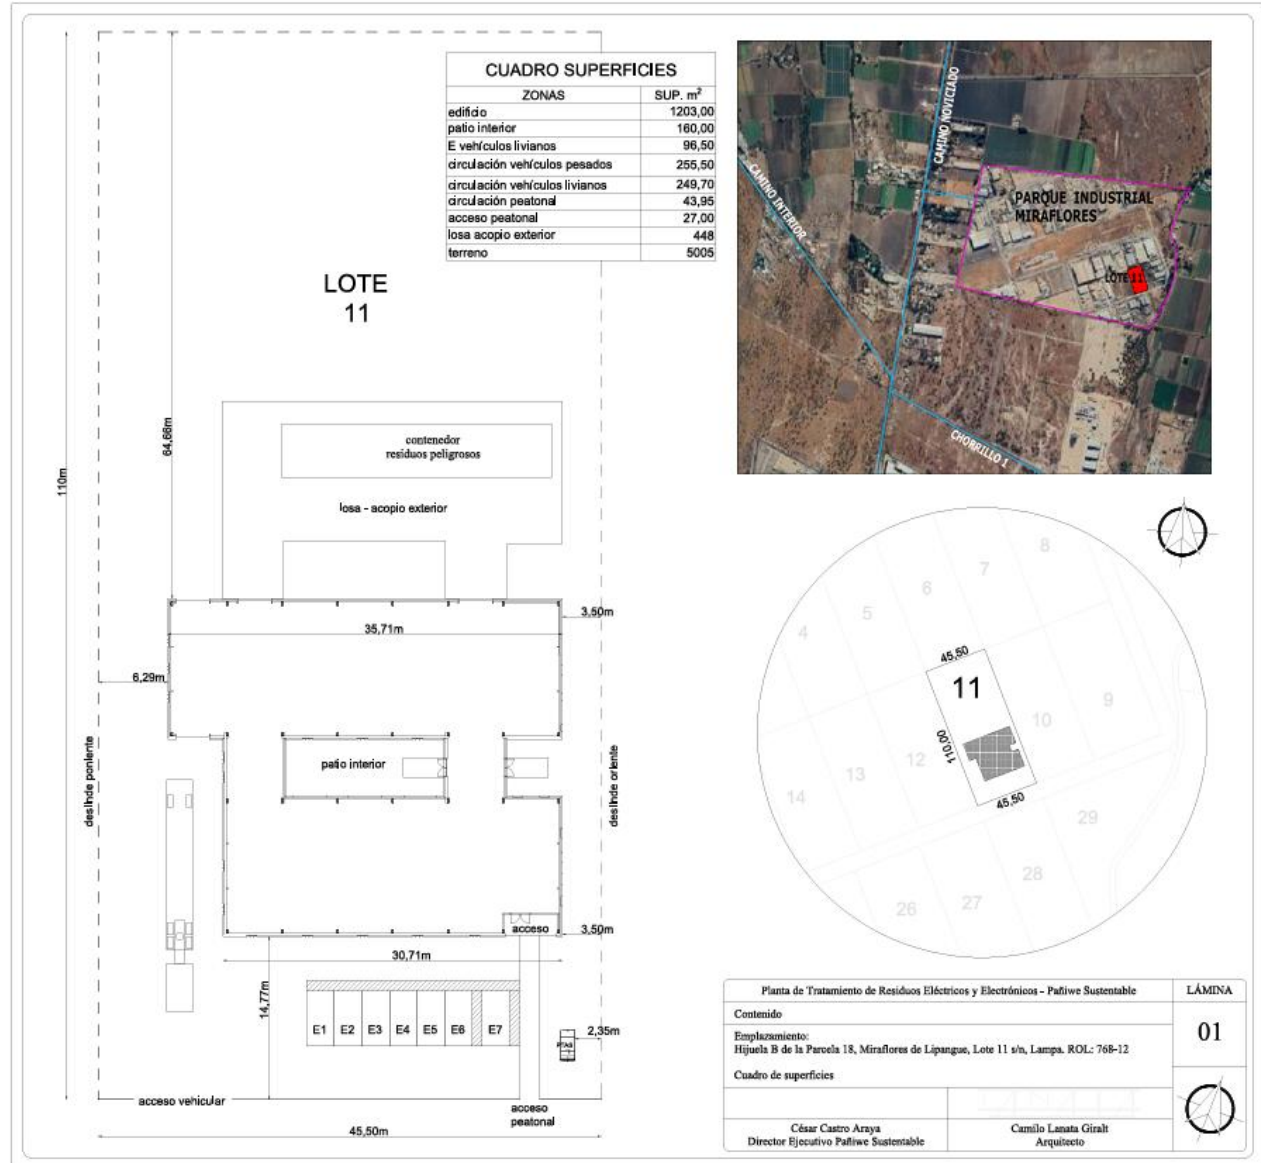 CUADRO SUPERFICIES
ZONAS SUP. m²
edificio 1203,00
patio interior 160,00
E vehículos livianos 96,50
circulación vehículos pesados 255,50
circulación vehículos livianos 249,70
circulación peatonal 43,95
acceso peatonal 27,00
losa acopio exterior 448
terreno 5005
LOTE
11
110m
64,66m
contenedor
residuos peligrosos
losa - acopio exterior
3,50m
35,71m
6,29m
deslinde poniente
patio interior
deslinde oriente
acceso
3,50m
30,71m
14,77m
E1 E2 E3 E4 E5 E6 E7
PTAS
2,35m
acceso vehicular
acceso
peatonal
45,50m
CAMINO NOVICIADO
CAMINO INTERIOR
PARQUE INDUSTRIAL
MIRAFLORES
LOTE 11
CHORRILLO 1
8
7
6
5
4
45,50
11
9
10
110,00
12
13
14
45,50
29
28
27
26
Planta de Tratamiento de Residuos Eléctricos y Electrónicos - Pañiwe Sustentable
LÁMINA
01
Contenido
Emplazamiento:
Hijuela B de la Parcela 18, Miraflores de Lipangue, Lote 11 s/n, Lampa. ROL: 768-12
Cuadro de superficies
César Castro Araya
Director Ejecutivo Pañiwe Sustentable
Camilo Lanata Giralt
Arquitecto